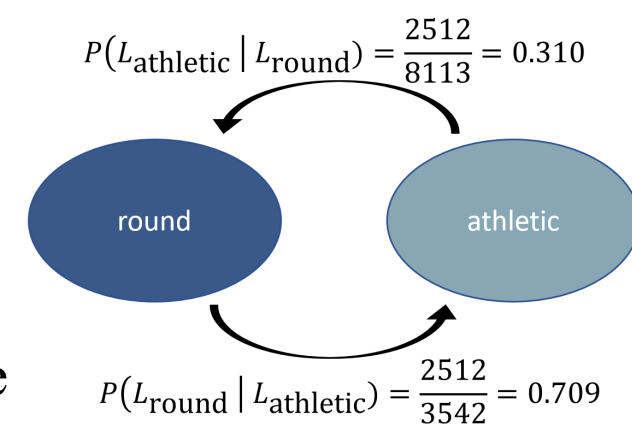 P(L_athletic | L_round) = 2512/8113 = 0.310
round
athletic
P(L_round | L_athletic) = 2512/3542 = 0.709